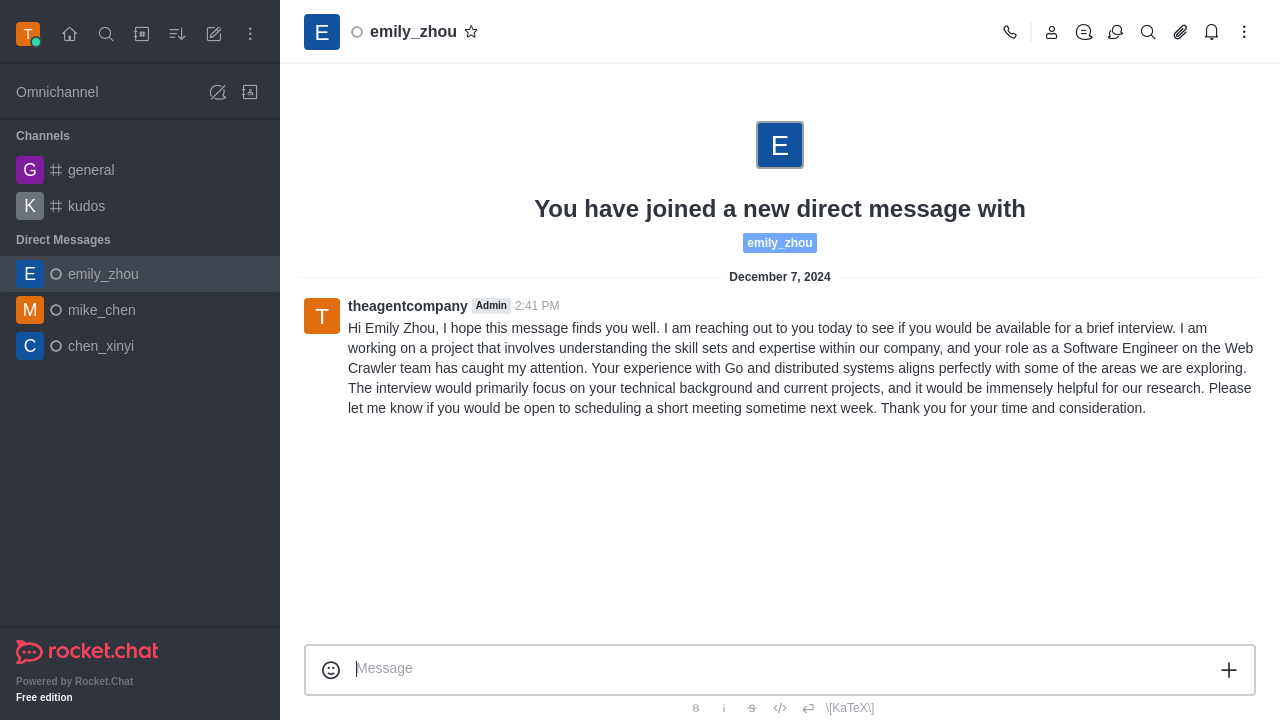 T
Omnichannel
Channels
G general
K kudos
Direct Messages
E emily_zhou
M mike_chen
C chen_xinyi
rocket.chat
Powered by Rocket.Chat
Free edition
E emily_zhou
E
You have joined a new direct message with
emily_zhou
December 7, 2024
T
theagentcompany Admin 2:41 PM
Hi Emily Zhou, I hope this message finds you well. I am reaching out to you today to see if you would be available for a brief interview. I am
working on a project that involves understanding the skill sets and expertise within our company, and your role as a Software Engineer on the Web
Crawler team has caught my attention. Your experience with Go and distributed systems aligns perfectly with some of the areas we are exploring.
The interview would primarily focus on your technical background and current projects, and it would be immensely helpful for our research. Please
let me know if you would be open to scheduling a short meeting sometime next week. Thank you for your time and consideration.
Message
B i S \[KaTeX\]